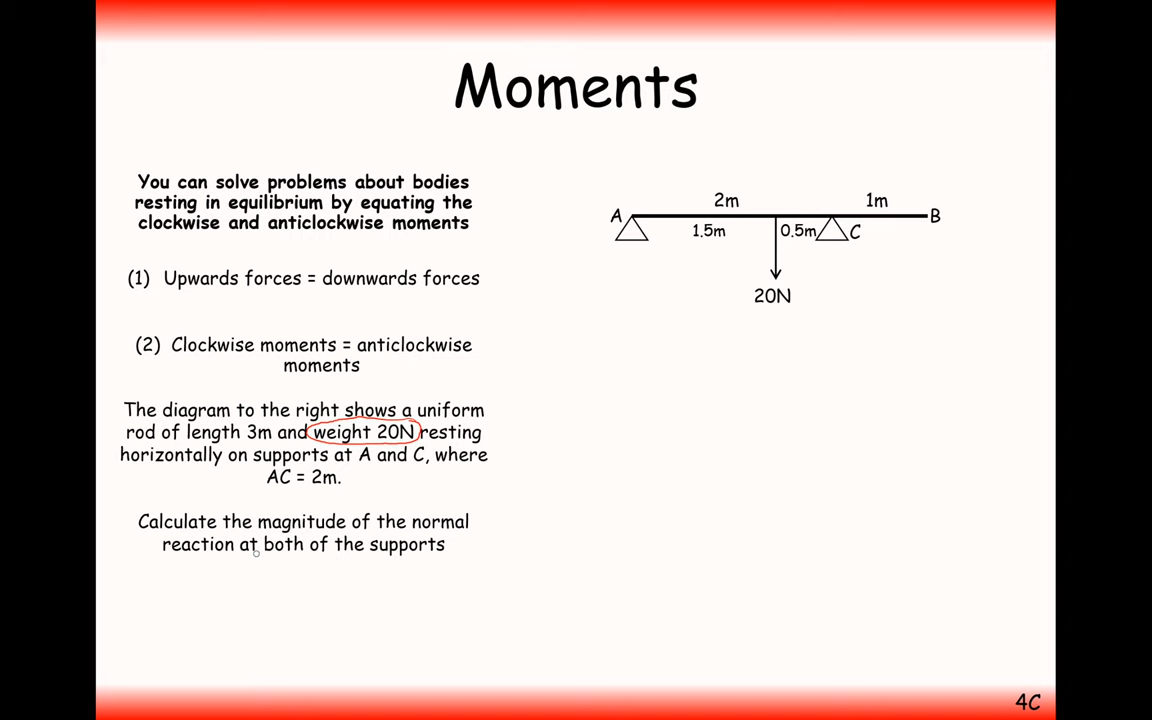 Moments
You can solve problems about bodies
resting in equilibrium by equating the
clockwise and anticlockwise moments
(1) Upwards forces = downwards forces
(2) Clockwise moments = anticlockwise
moments
The diagram to the right shows a uniform
rod of length 3m and weight 20N resting
horizontally on supports at A and C, where
AC = 2m.
Calculate the magnitude of the normal
reaction at both of the supports
2m 1m
A B
1.5m 0.5m C
20N
4C